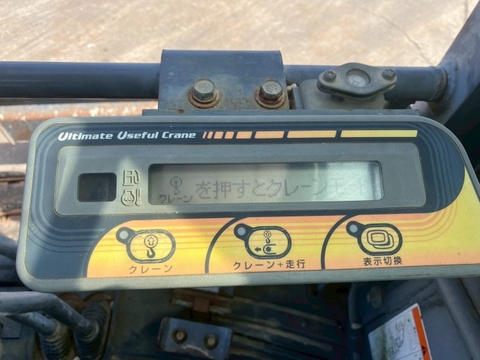 Ultimate Useful Crane
クレーン を押すとクレーンモー
クレーン
クレーン+走行
表示切換